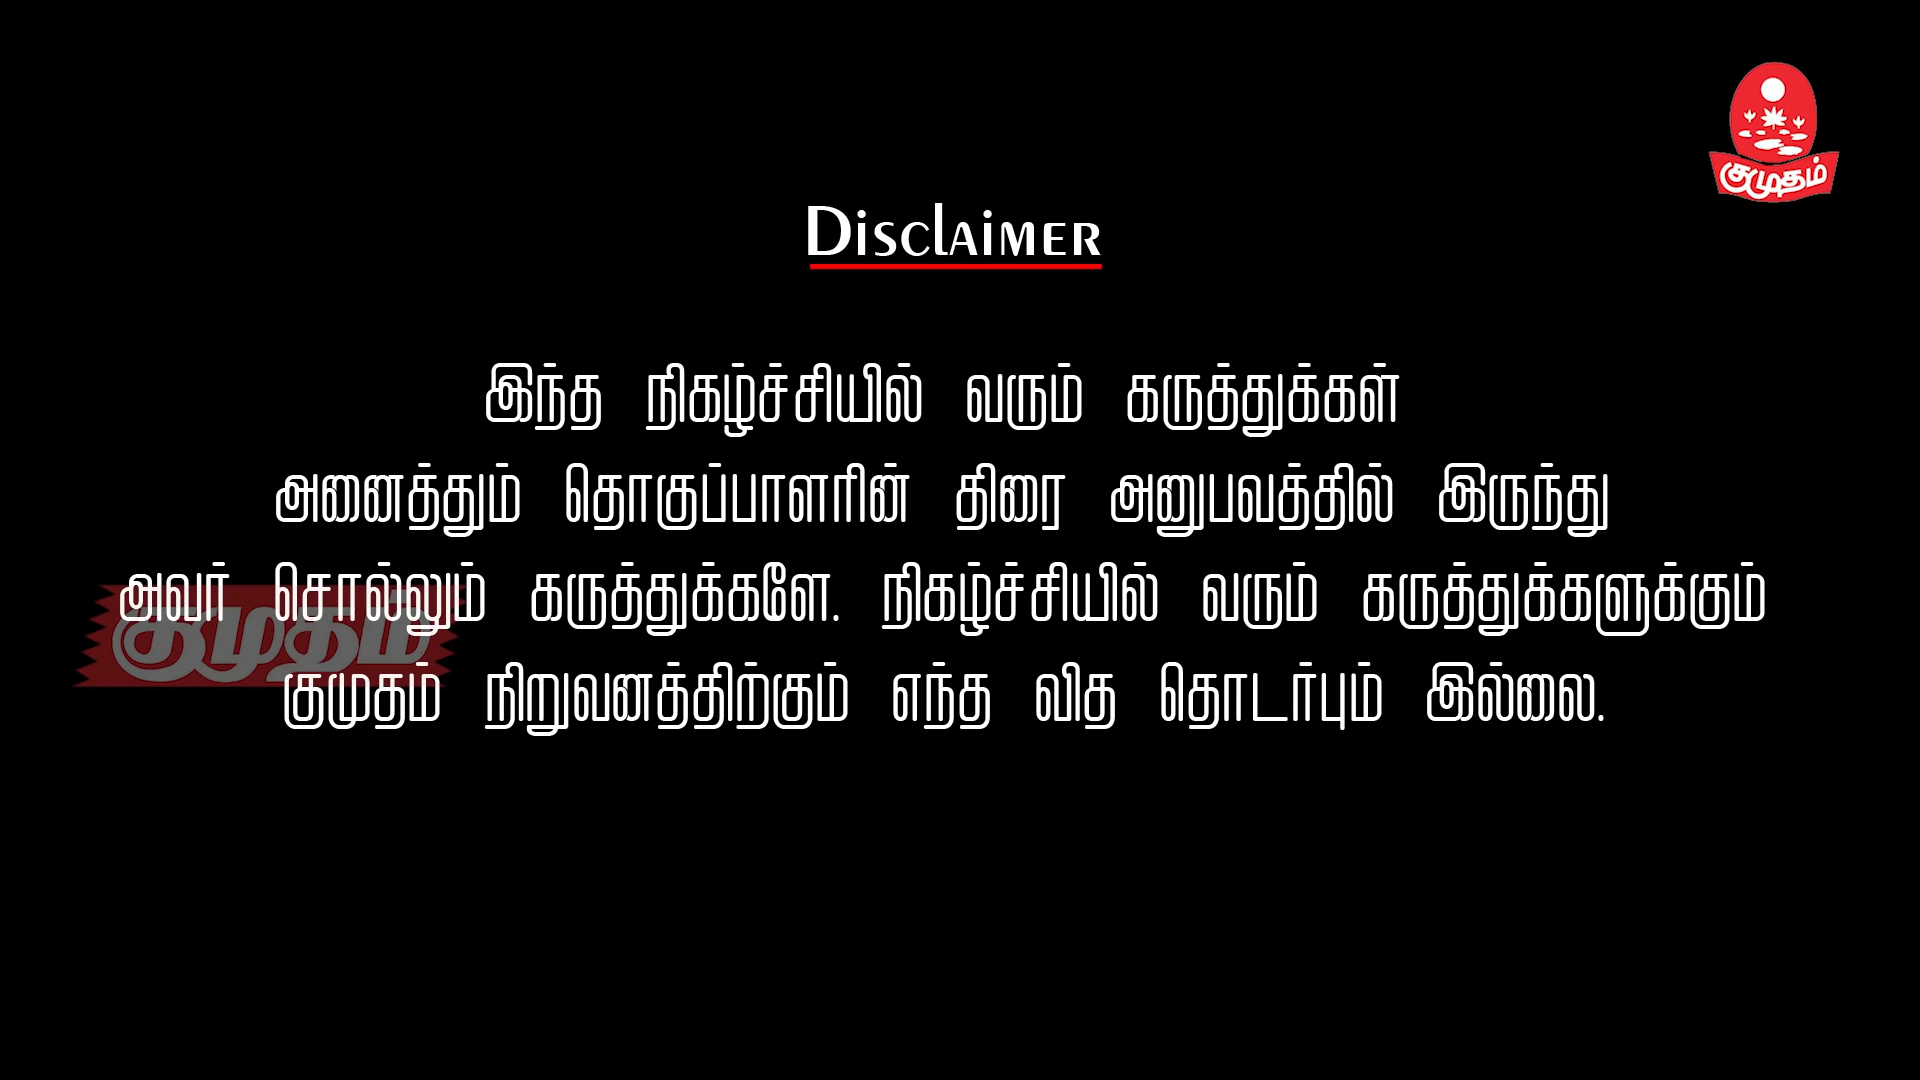 குமுதம்
Disclaimer
இந்த நிகழ்ச்சியில் வரும் கருத்துக்கள்
அனைத்தும் தொகுப்பாளரின் திரை அனுபவத்தில் இருந்து
அவர் சொல்லும் கருத்துக்களே. நிகழ்ச்சியில் வரும் கருத்துக்களுக்கும்
குமுதம்
குமுதம் நிறுவனத்திற்கும் எந்த வித தொடர்பும் இல்லை.